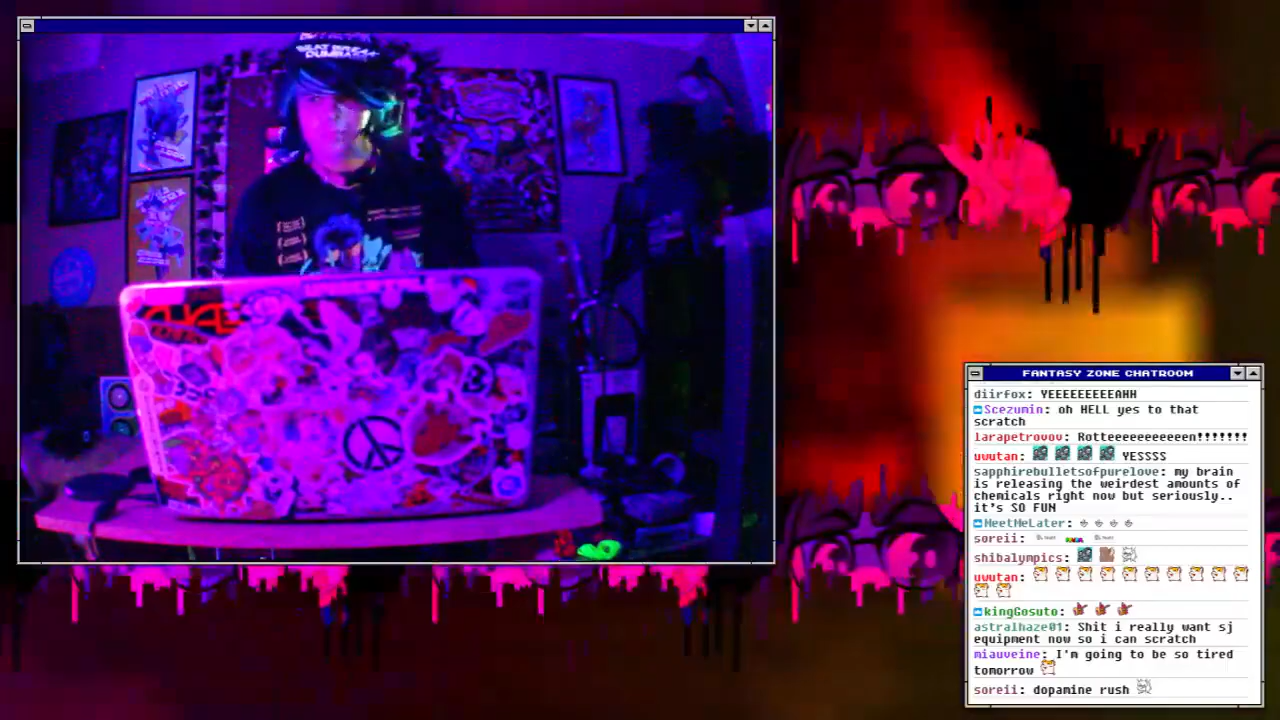 FANTASY ZONE CHATROOM
diirfox: YEEEEEEEEEAHH
Scezumin: oh HELL yes to that
scratch
larapetrovov: Rotteeeeeeeeeeen!!!!!!!
uwutan: YESSSS
sapphirebulletsofpurelove: my brain
is releasing the weirdest amounts of
chemicals right now but seriously..
it's SO FUN
MeetMeLater:
soreii:
shibalympics:
uwutan:
kingGosuto:
astralhaze01: Shit i really want sj
equipment now so i can scratch
miauveine: I'm going to be so tired
tomorrow
soreii: dopamine rush